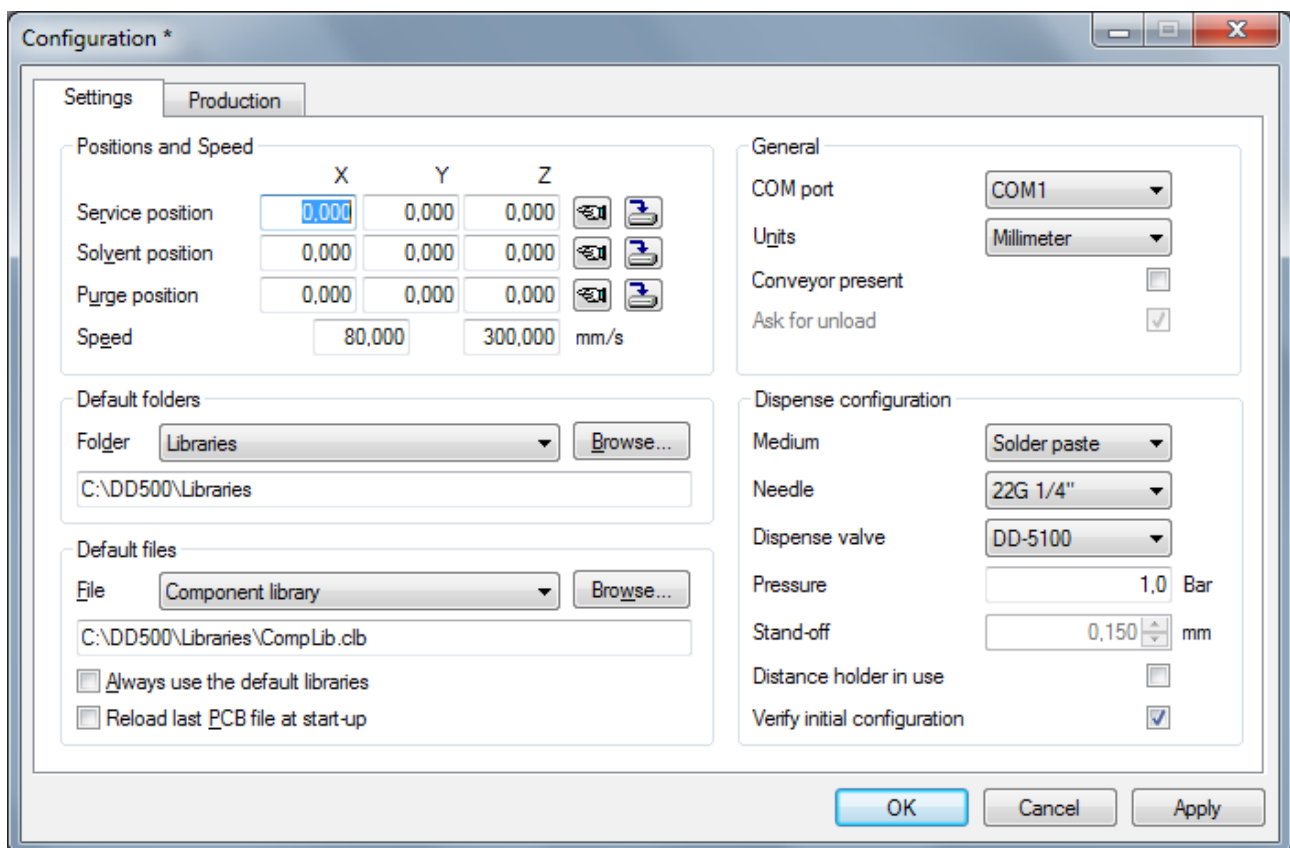 Configuration *
Settings Production
Positions and Speed
X Y Z
Service position 0,000 0,000 0,000
Solvent position 0,000 0,000 0,000
Purge position 0,000 0,000 0,000
Speed 80,000 300,000 mm/s
Default folders
Folder Libraries Browse...
C:\DD500\Libraries
Default files
File Component library Browse...
C:\DD500\Libraries\CompLib.clb
Always use the default libraries
Reload last PCB file at start-up
General
COM port COM1
Units Millimeter
Conveyor present
Ask for unload
Dispense configuration
Medium Solder paste
Needle 22G 1/4"
Dispense valve DD-5100
Pressure 1,0 Bar
Stand-off 0,150 mm
Distance holder in use
Verify initial configuration
OK Cancel Apply